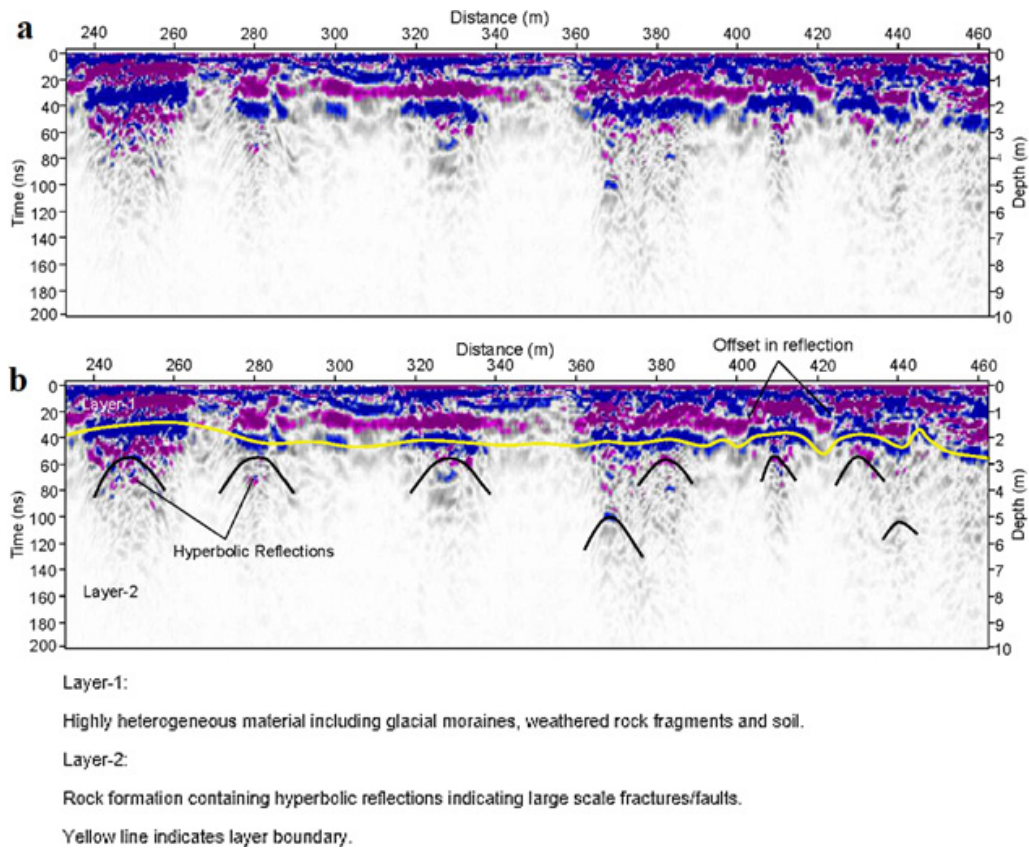 Distance (m)
a
240 260 280 300 320 340 360 380 400 420 440 460
0 20 40 60 80 100 120 140 160 180 200
Time (ns)
0 1 2 3 4 5 6 7 8 9 10
Depth (m)
Distance (m)
Offset in reflection
b
240 260 280 300 320 340 360 380 400 420 440 460
0 20 40 60 80 100 120 140 160 180 200
Time (ns)
0 1 2 3 4 5 6 7 8 9 10
Depth (m)
Layer-1
Hyperbolic Reflections
Layer-2
Layer-1:
Highly heterogeneous material including glacial moraines, weathered rock fragments and soil.
Layer-2:
Rock formation containing hyperbolic reflections indicating large scale fractures/faults.
Yellow line indicates layer boundary.